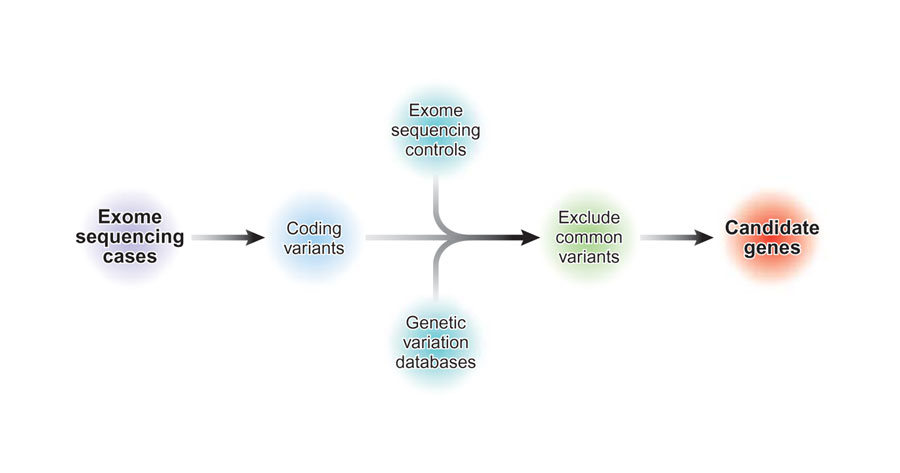 Exome
sequencing
cases
Coding
variants
Exome
sequencing
controls
Genetic
variation
databases
Exclude
common
variants
Candidate
genes